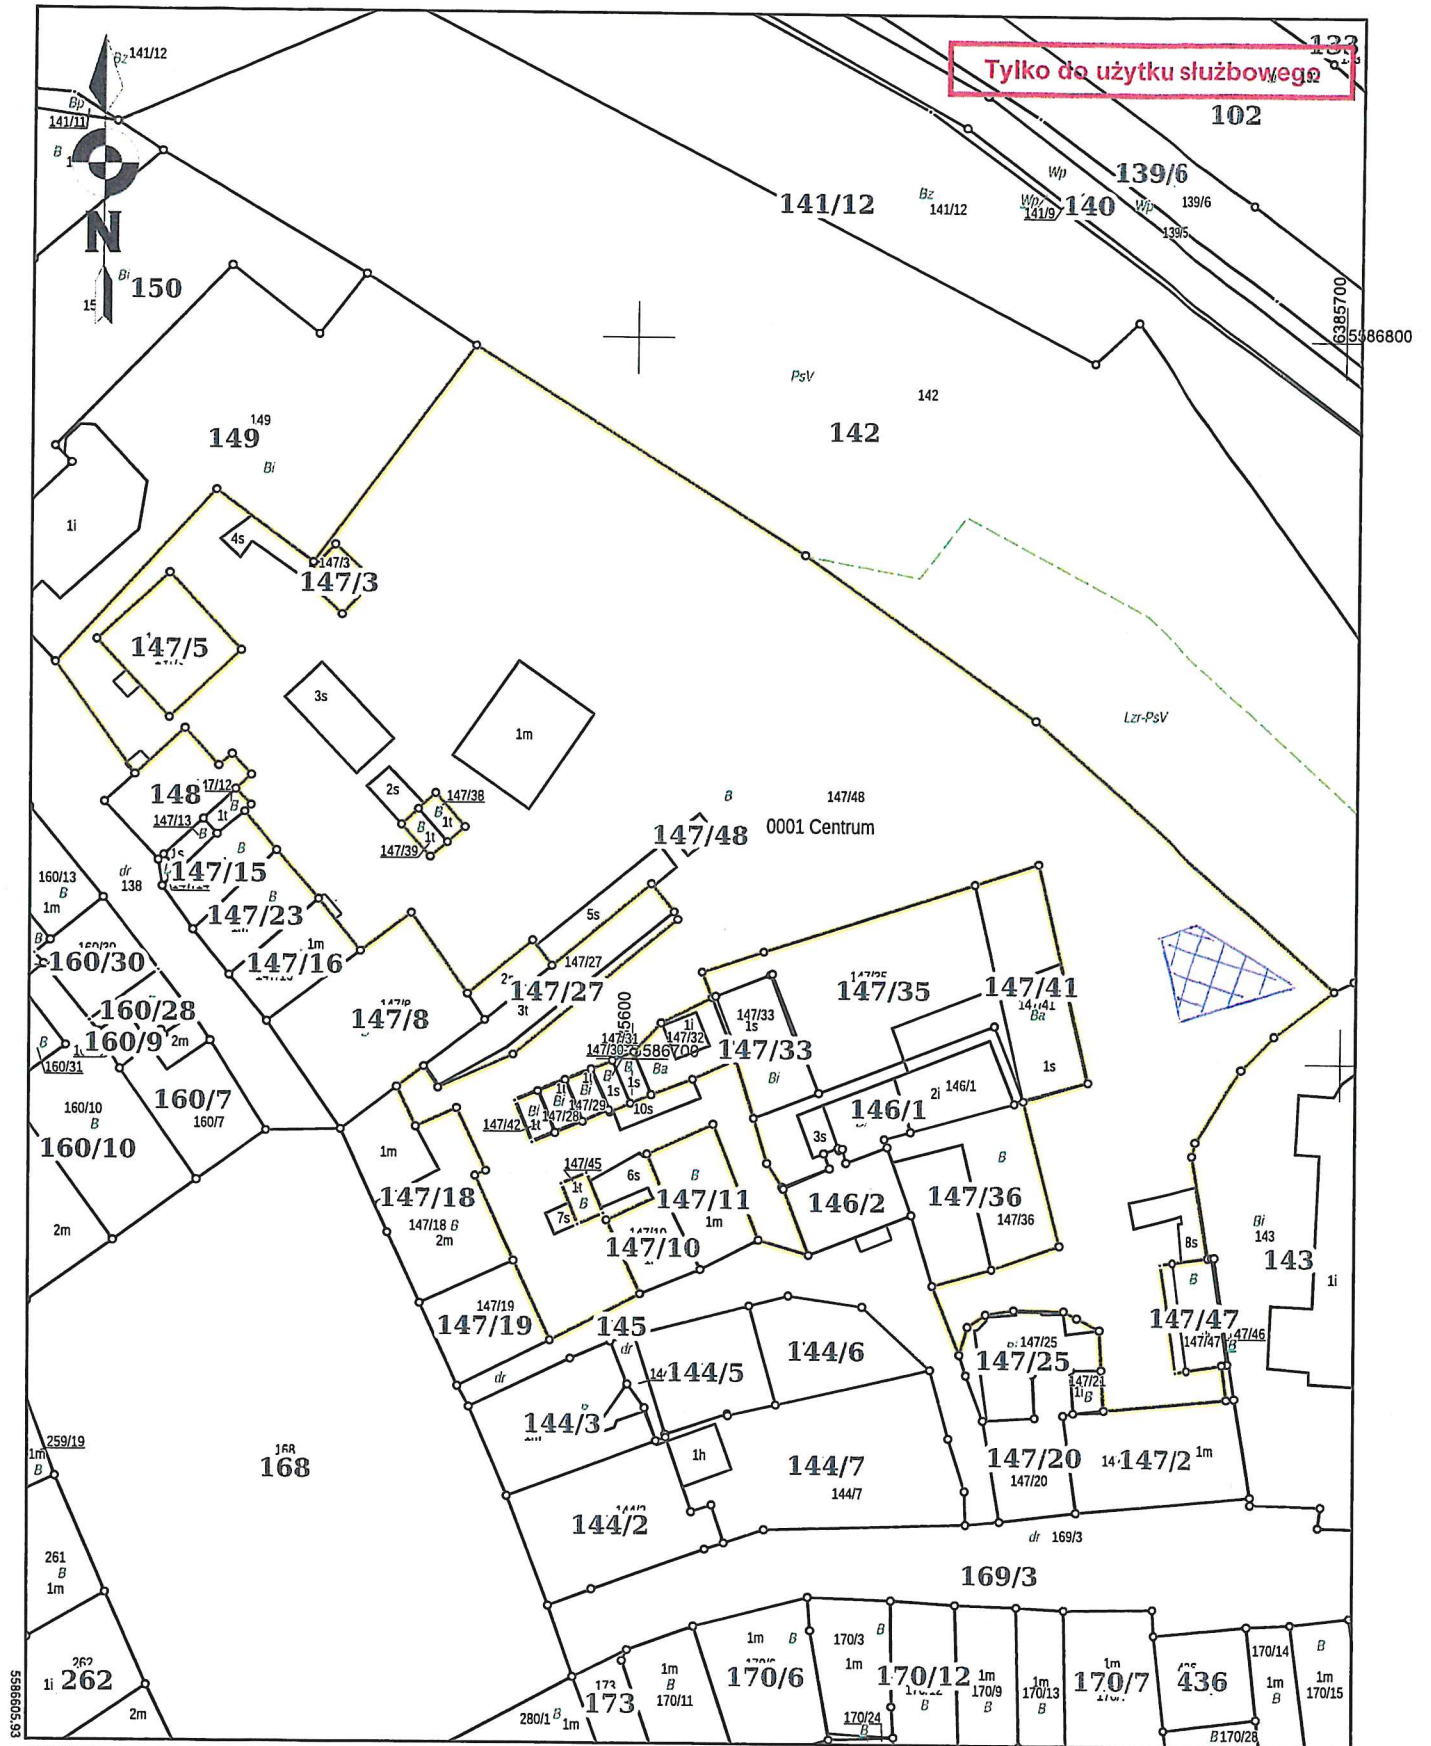 133
Tylko do użytku służbowego
102
Bz 141/12
Bp
141/11
B
N
Bi 150
139/6
Wp
139/6
141/12
Bz
141/12
Wp
141/9
140
Wp
139/5
6385700
5586800
PsV
142
142
149
149
Bi
1i
4s
147/3
147/3
147/5
3s
1m
2s
147/38
B
1t
B
1t
147/39
Lzr-PsV
B
147/48
147/48
0001 Centrum
148
147/13
B
1t
B
1s
147/15
B
147/23
B
1m
147/16
dr
138
160/13
B
1m
B
160/30
160/28
160/9
2m
B
160/31
160/7
160/7
160/10
B
160/10
2m
147/8
5s
147/27
147/27
3t
147/35
147/41
Ba
1s
147/33
1s
147/33
Bi
1i
147/32
147/31
147/30
Ba
10s
1s
1s
147/29
147/28
147/42
1t
146/1
2i
146/1
3s
146/2
B
147/36
147/36
147/45
1t
B
6s
7s
B
147/11
1m
147/10
1m
147/18
147/18 B
2m
147/19
147/19
145
dr
dr
144/5
144/6
144/3
1h
144/7
144/7
144/2
147/25
147/25
147/21
1i
B
147/20
147/20
147/2
1m
8s
B
147/47
147/47
147/46
B
Bi
143
143
1i
168
168
259/19
1m
B
261
B
1m
262
1i 262
2m
5586605.93
dr 169/3
169/3
280/1 B
1m
173
173
1m
B
170/11
1m B
170/6
170/3
B
1m
170/24
B
170/12
B
1m
170/9
B
1m
170/13
B
1m
170/7
436
B 170/28
170/14
1m
B
B
1m
170/15